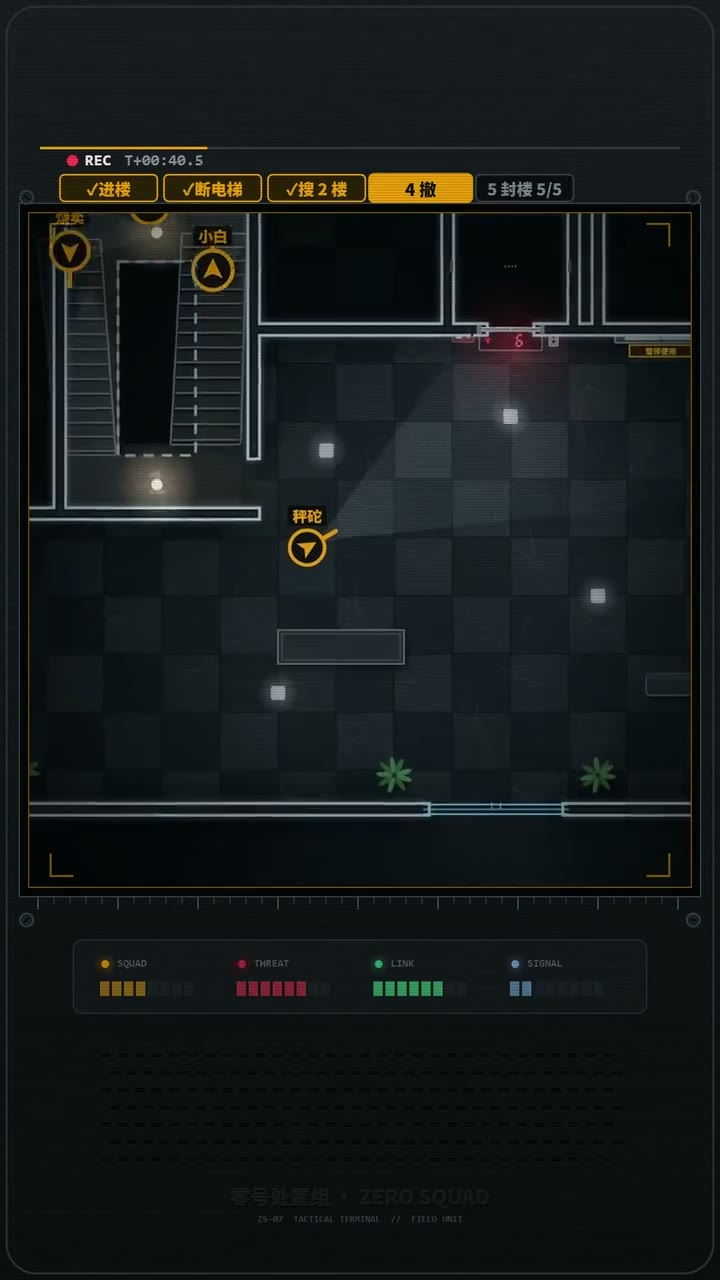 REC T+00:40.5
✓进楼 ✓断电梯 ✓搜2楼 4 撤 5 封楼 5/5
小白
6
暂停使用
秤砣
SQUAD THREAT LINK SIGNAL
零号处置组 · ZERO SQUAD
ZS-07 TACTICAL TERMINAL // FIELD UNIT